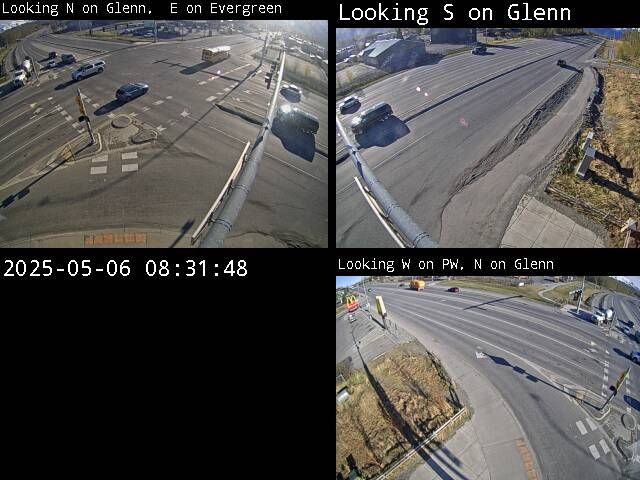 Looking N on Glenn,  E on Evergreen
Looking S on Glenn
2025-05-06 08:31:48
Looking W on PW, N on Glenn